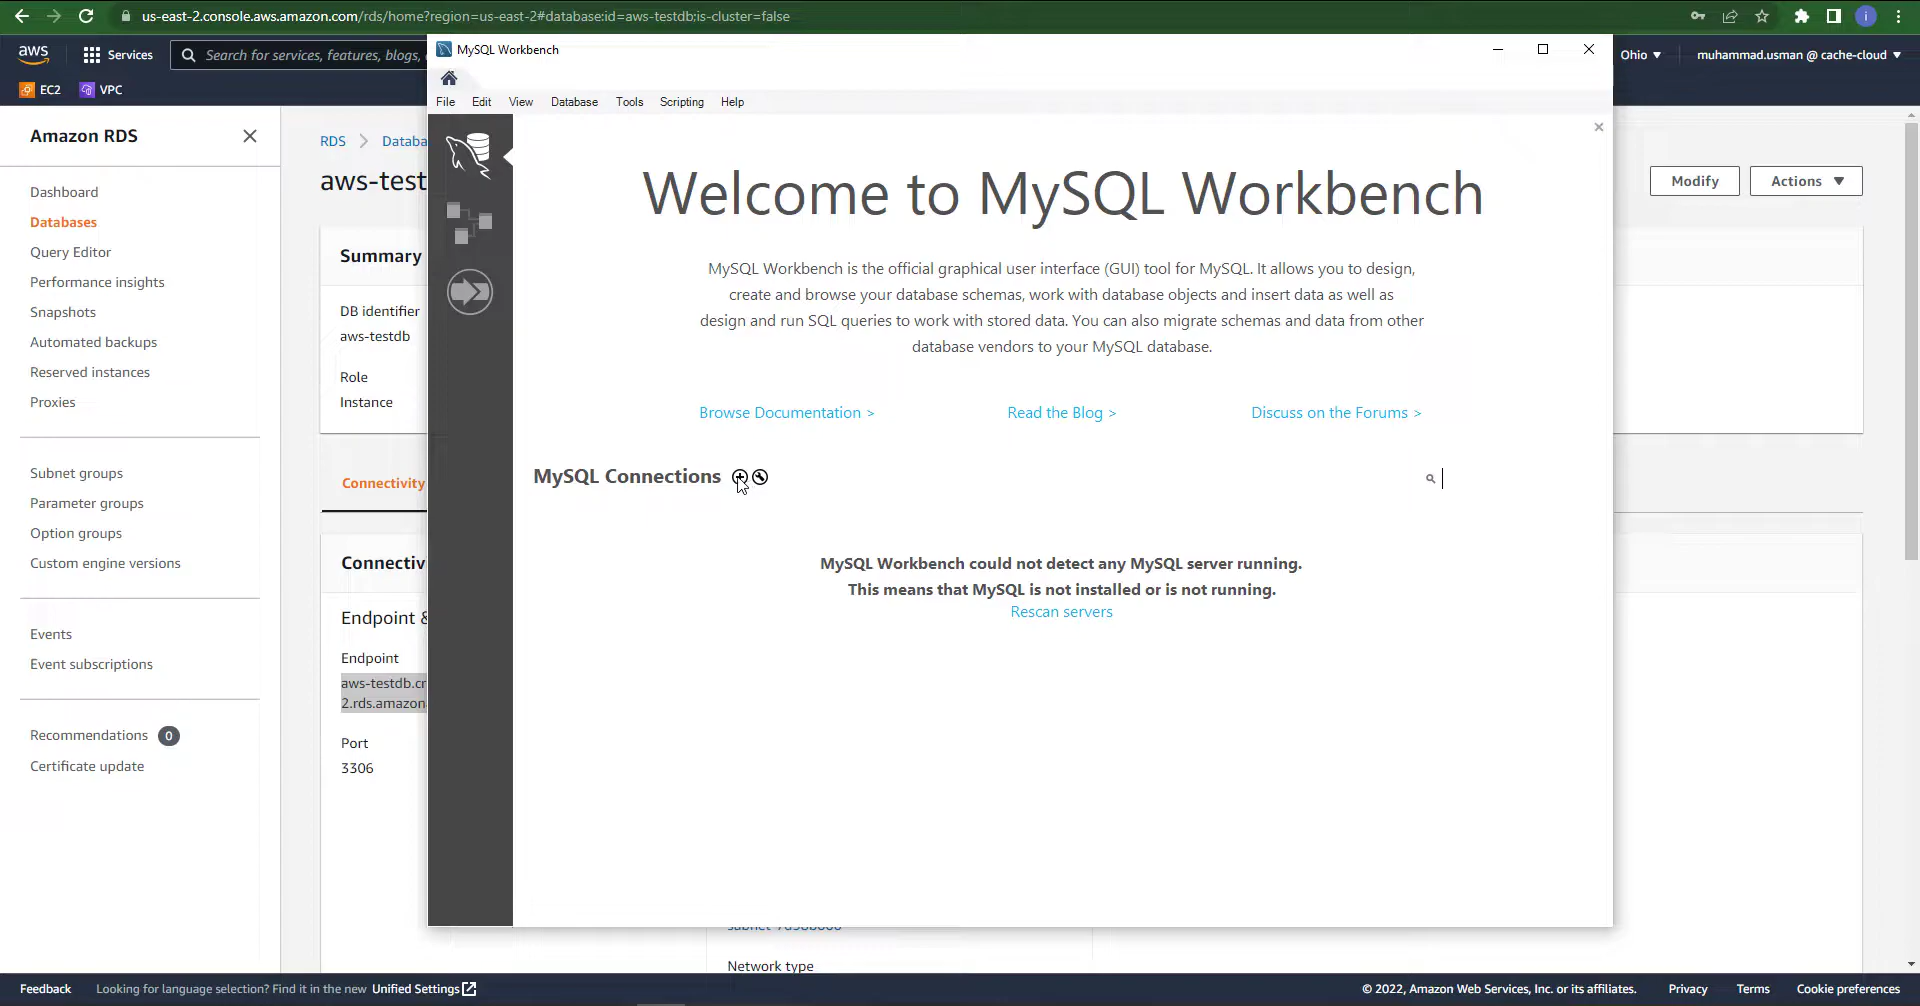 us-east-2.console.aws.amazon.com/rds/home?region=us-east-2#database:id=aws-testdb;is-cluster=false
i
aws
Services
Search for services, features, blogs,
Ohio
muhammad.usman @ cache-cloud
EC2
VPC
MySQL Workbench
File Edit View Database Tools Scripting Help
Amazon RDS
Dashboard
Databases
Query Editor
Performance insights
Snapshots
Automated backups
Reserved instances
Proxies
Subnet groups
Parameter groups
Option groups
Custom engine versions
Events
Event subscriptions
Recommendations 0
Certificate update
RDS
Databa
aws-test
Modify
Actions
Summary
DB identifier
aws-testdb
Role
Instance
Connectivity
Connectiv
Endpoint &
Endpoint
aws-testdb.cr
2.rds.amazon
Port
3306
Welcome to MySQL Workbench
MySQL Workbench is the official graphical user interface (GUI) tool for MySQL. It allows you to design,
create and browse your database schemas, work with database objects and insert data as well as
design and run SQL queries to work with stored data. You can also migrate schemas and data from other
database vendors to your MySQL database.
Browse Documentation >
Read the Blog >
Discuss on the Forums >
MySQL Connections
MySQL Workbench could not detect any MySQL server running.
This means that MySQL is not installed or is not running.
Rescan servers
Network type
Feedback
Looking for language selection? Find it in the new Unified Settings
© 2022, Amazon Web Services, Inc. or its affiliates.
Privacy
Terms
Cookie preferences